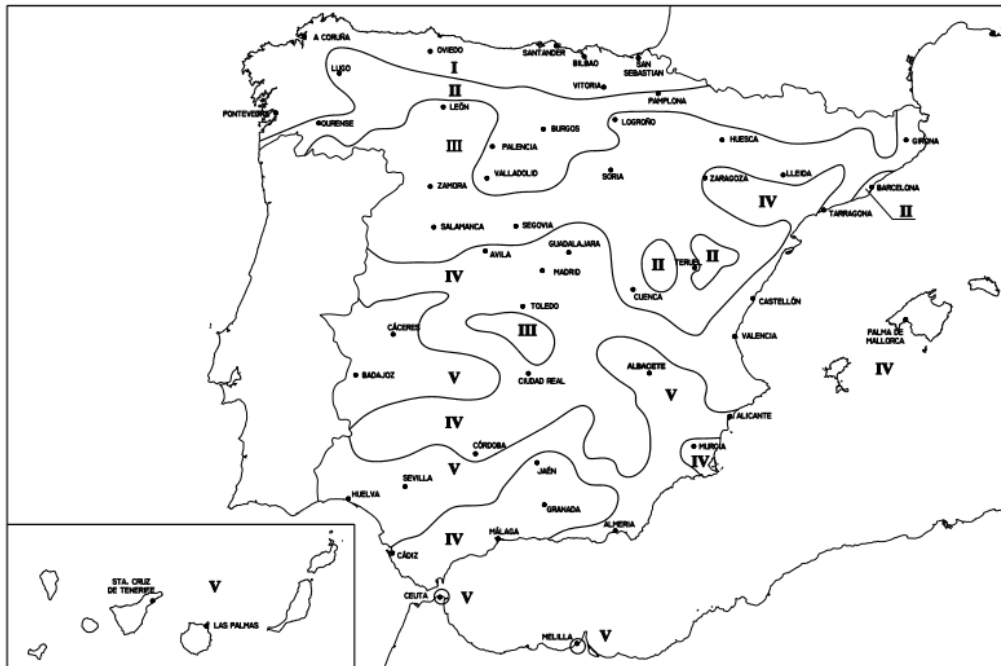 A CORUÑA
OVIEDO
SANTANDER
BILBAO
SAN
SEBASTIAN
LUGO
I
VITORIA
PAMPLONA
II
LEÓN
PONTEVEDRA
OURENSE
LOGROÑO
BURGOS
HUESCA
GIRONA
III
PALENCIA
VALLADOLID
SORIA
ZARAGOZA
LLEIDA
ZAMORA
BARCELONA
IV
TARRAGONA
II
SALAMANCA
SEGOVIA
AVILA
GUADALAJARA
IV
MADRID
II
TERUEL
II
CUENCA
CASTELLÓN
TOLEDO
CÁCERES
III
VALENCIA
PALMA DE
MALLORCA
IV
BADAJOZ
V
CIUDAD REAL
ALBACETE
V
IV
ALICANTE
CÓRDOBA
MURCIA
IV
V
JAÉN
SEVILLA
HUELVA
GRANADA
IV
MÁLAGA
ALMERIA
CÁDIZ
STA. CRUZ
DE TENERIFE
V
LAS PALMAS
CEUTA
V
MELILLA
V